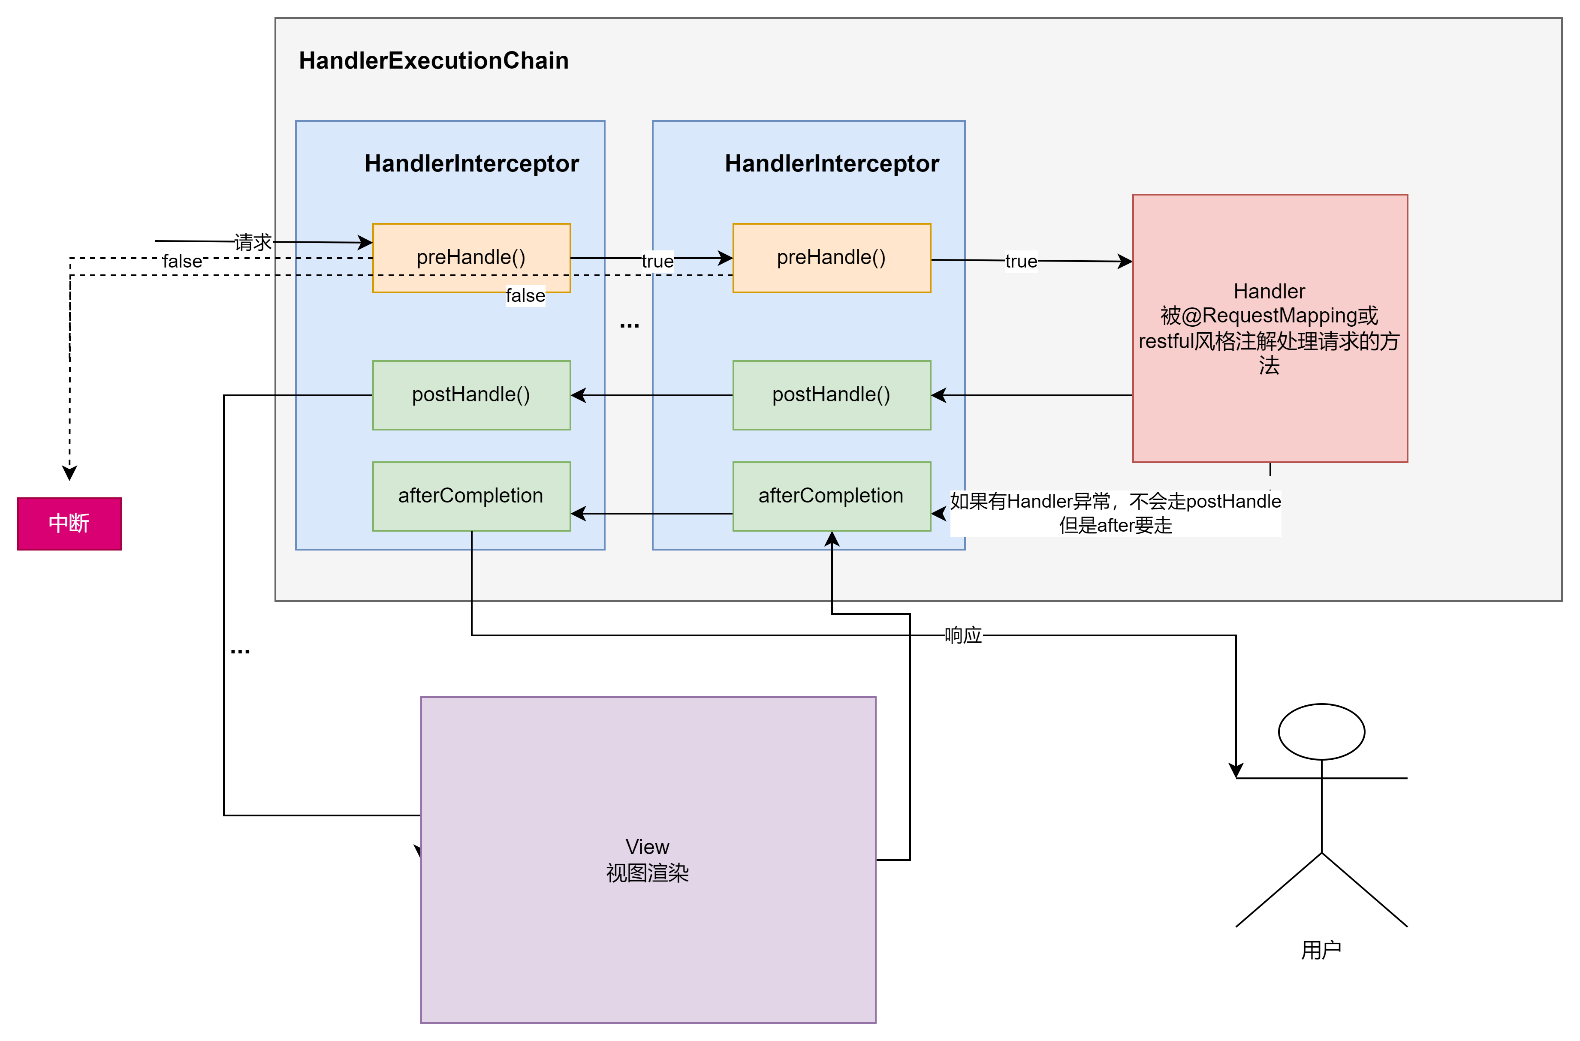 HandlerExecutionChain
HandlerInterceptor
HandlerInterceptor
请求
preHandle()
true
preHandle()
true
false
false
...
Handler
被@RequestMapping或
restful风格注解处理请求的方
法
postHandle()
postHandle()
afterCompletion
afterCompletion
如果有Handler异常，不会走postHandle
但是after要走
中断
响应
...
View
视图渲染
用户